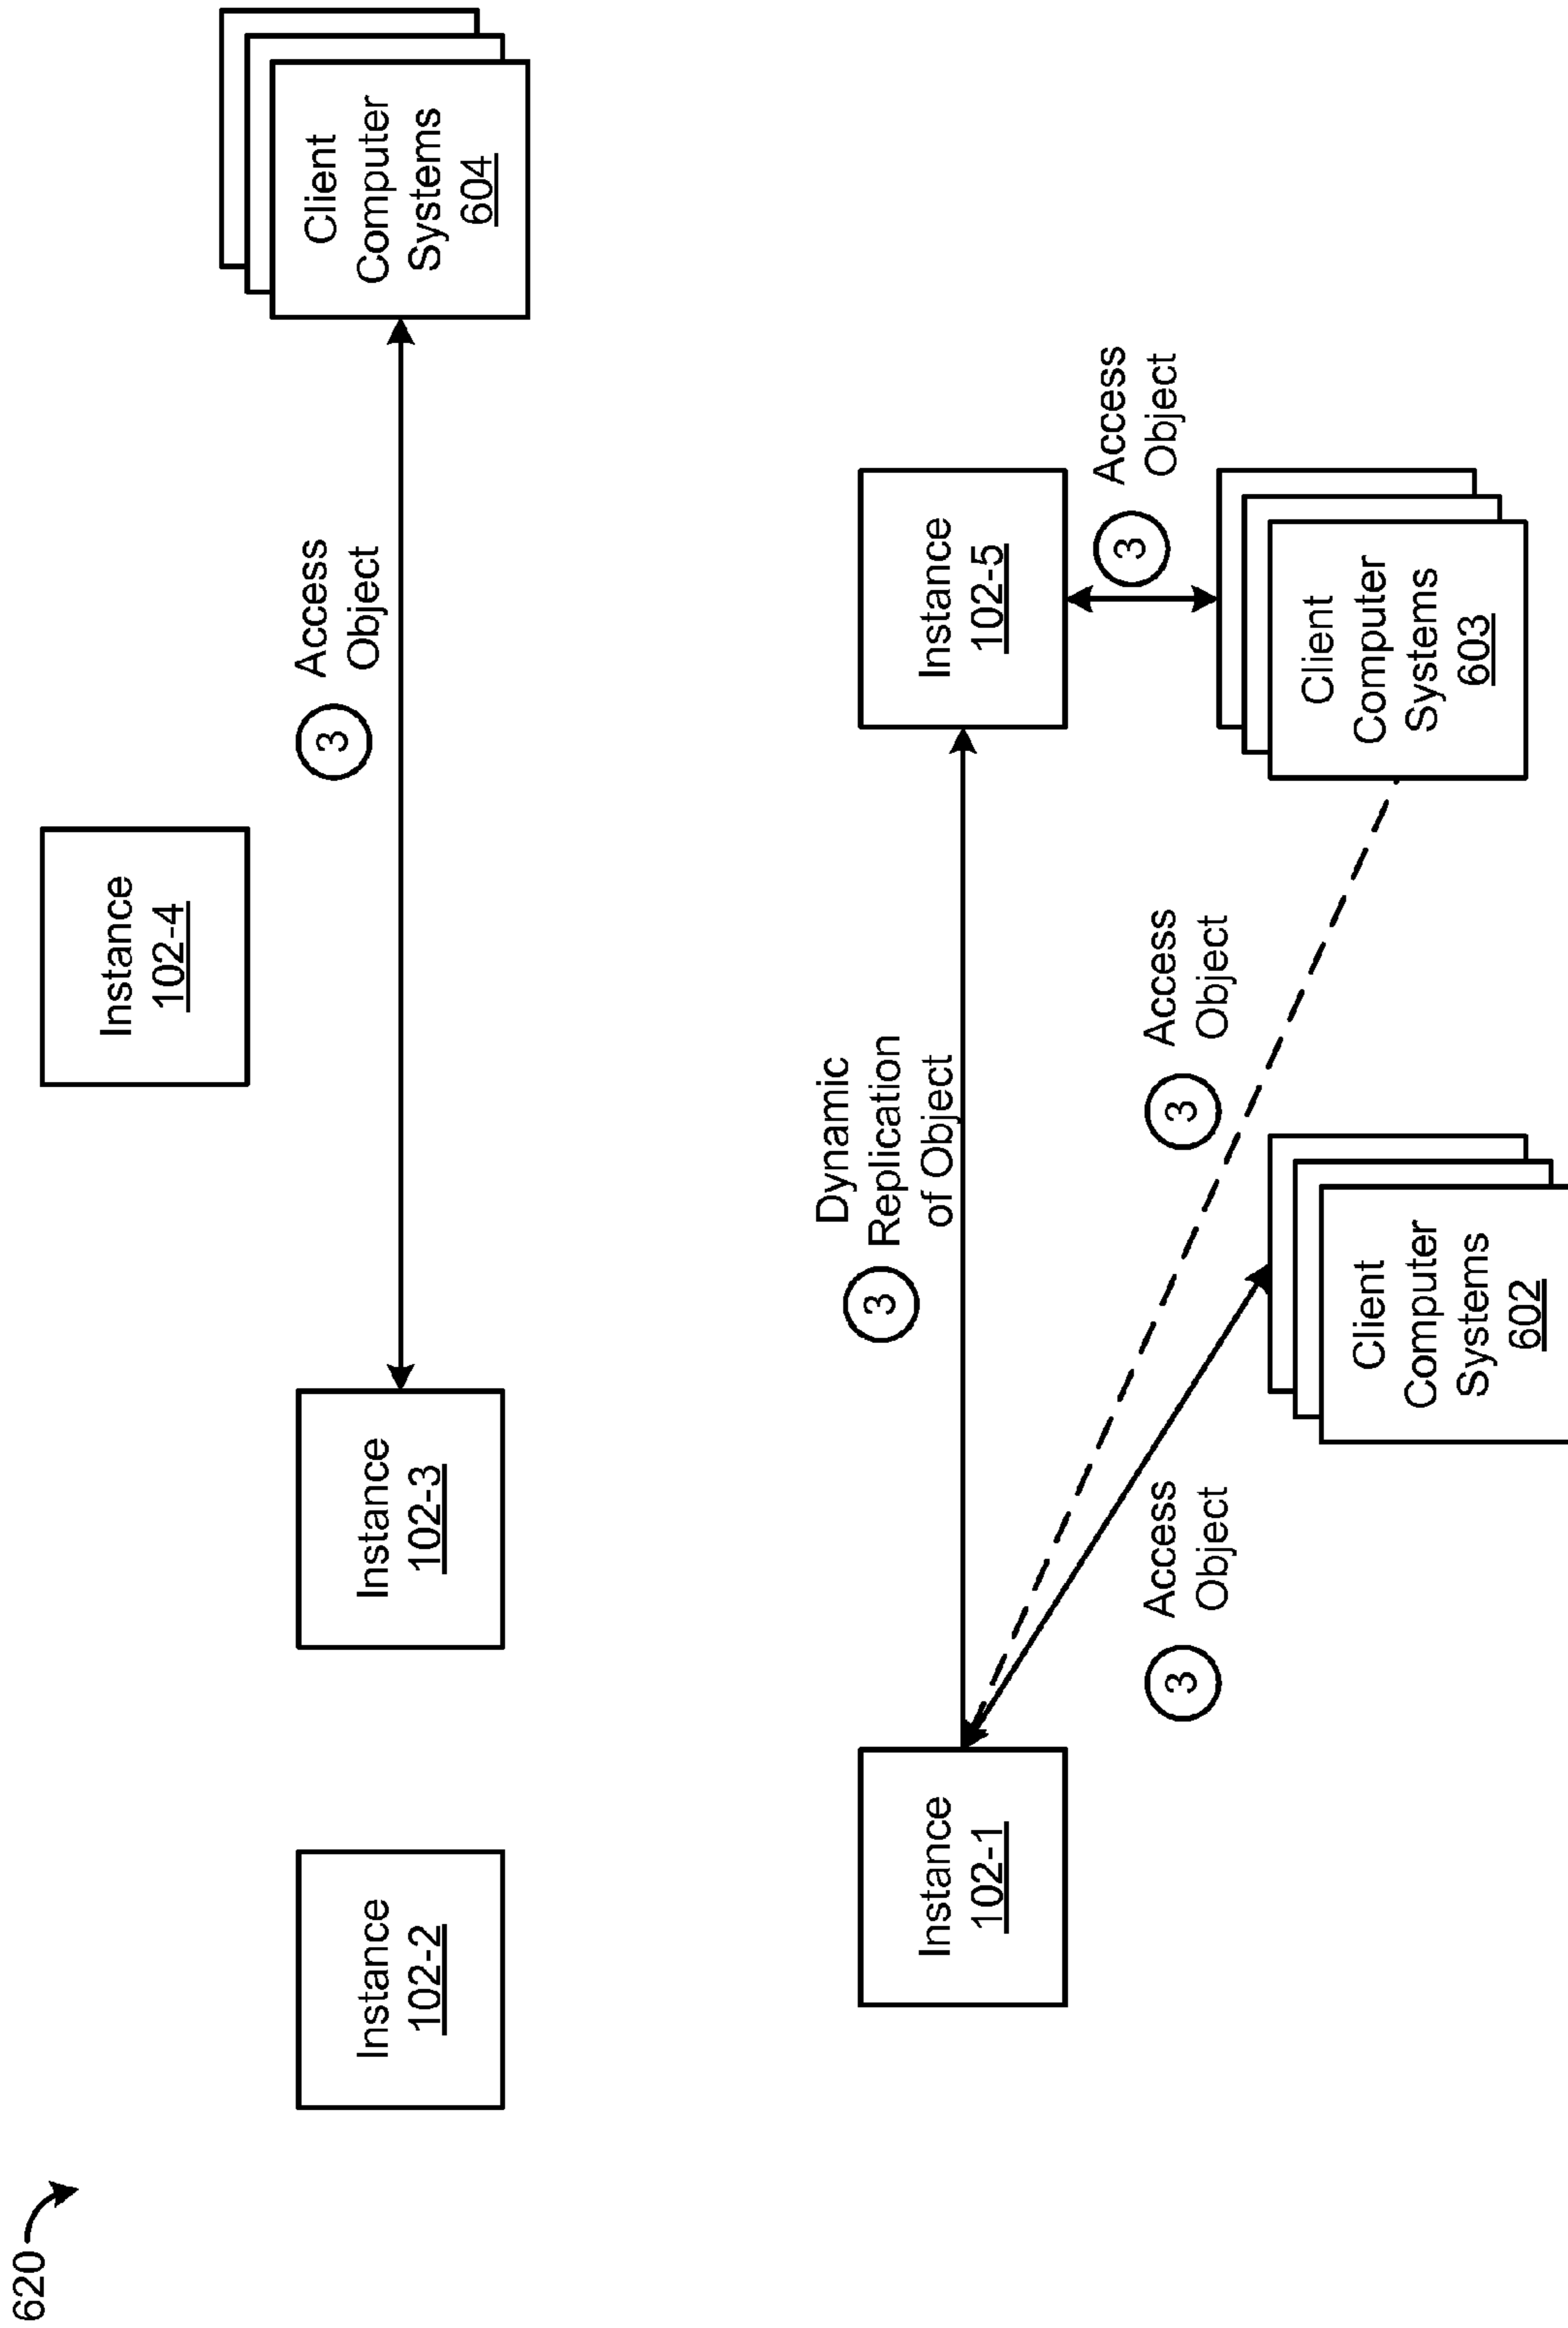 620
Instance
102-4
Instance
102-2
Instance
102-3
3
Access
Object
Client
Computer
Systems
604
3
Dynamic
Replication
of Object
Instance
102-1
Instance
102-5
3
Access
Object
3
Access
Object
3
Access
Object
Client
Computer
Systems
602
Client
Computer
Systems
603